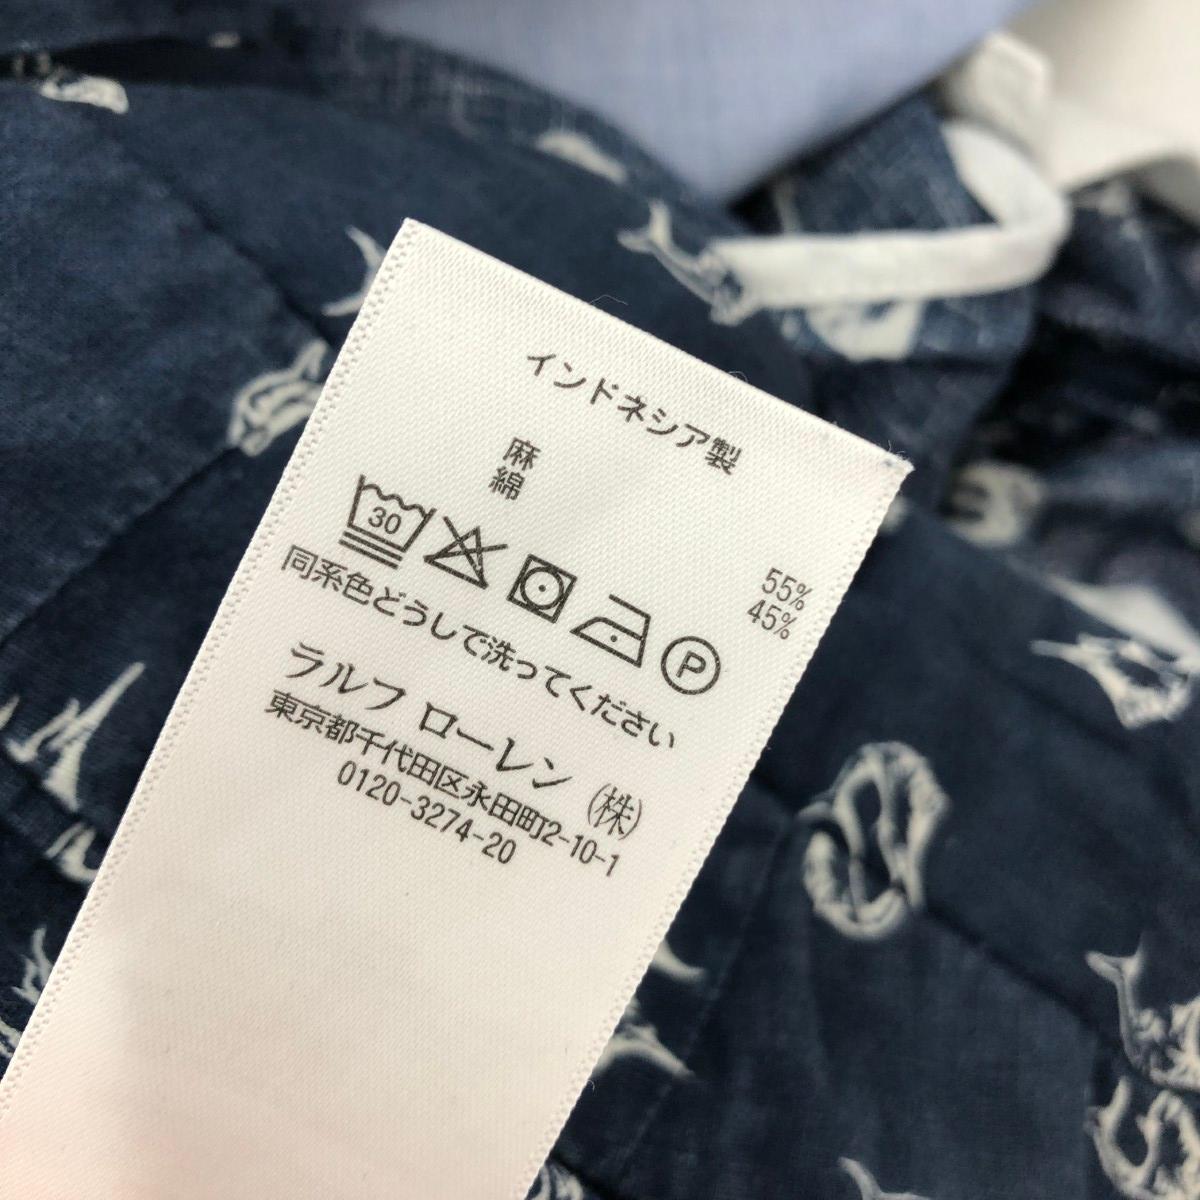 インドネシア製
麻 55%
綿 45%
30 P
同系色どうしで洗ってください
ラルフ ローレン (株)
東京都千代田区永田町2-10-1
0120-3274-20